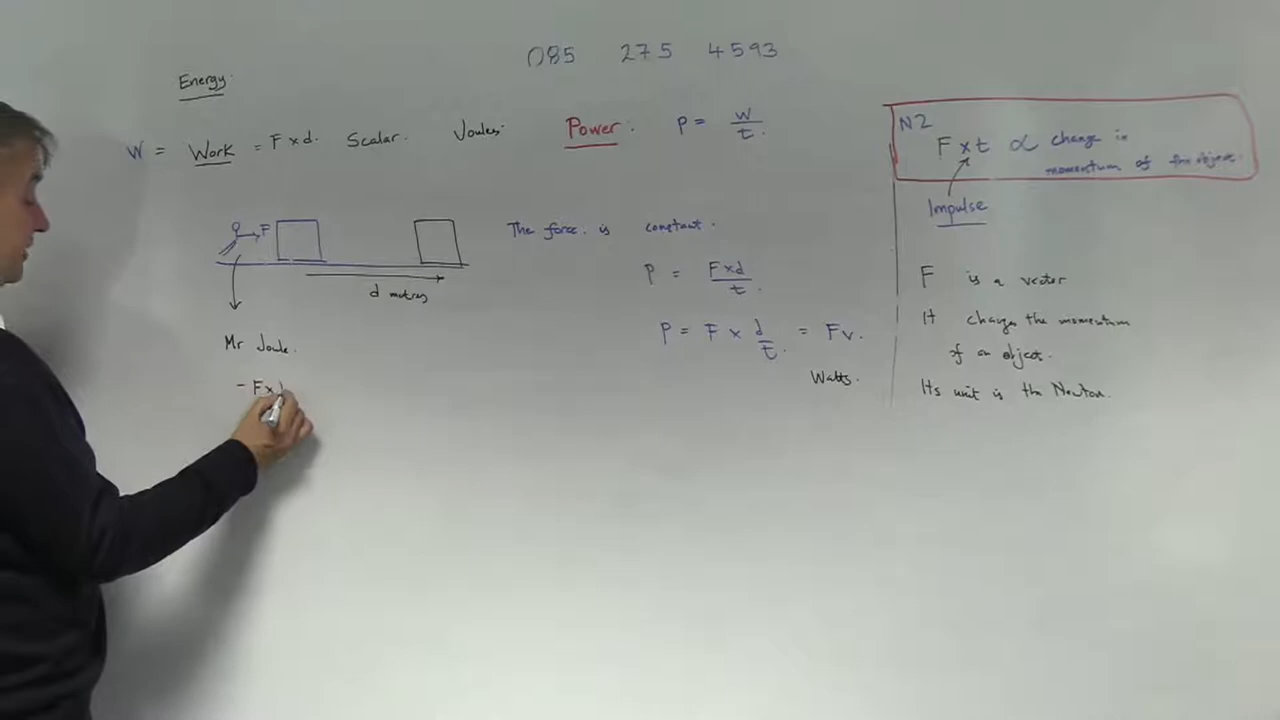 085 275 4593
Energy.
W = Work = F x d. Scalar. Joules.
Power. P = W/t.
F
d metres
Mr Joule.
- F x d
The force is constant.
P = F x d / t.
P = F x d/t. = Fv.
Watts.
N2
F x t ∝ change in
momentum of the object.
Impulse
F is a vector
It changes the momentum
of an object.
Its unit is the Newton.